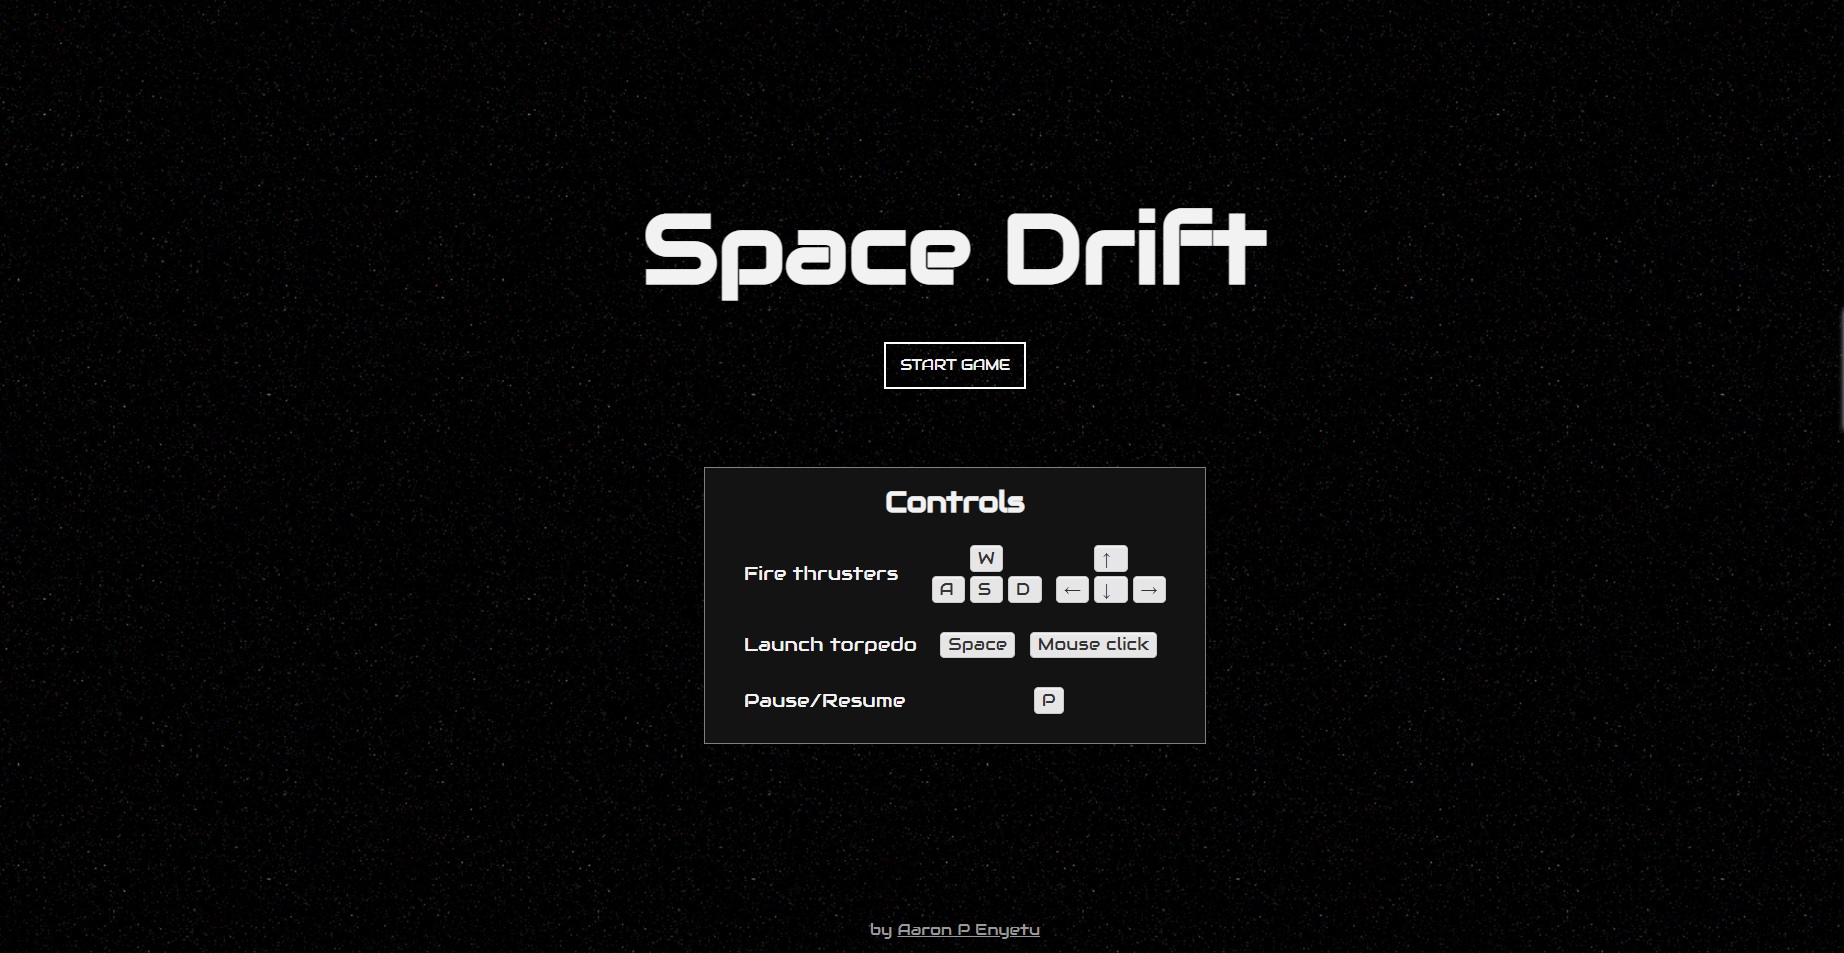 Space Drift
START GAME
Controls
Fire thrusters
W ↑
A S D ← ↓ →
Launch torpedo Space Mouse click
Pause/Resume P
by Aaron P Enyetu